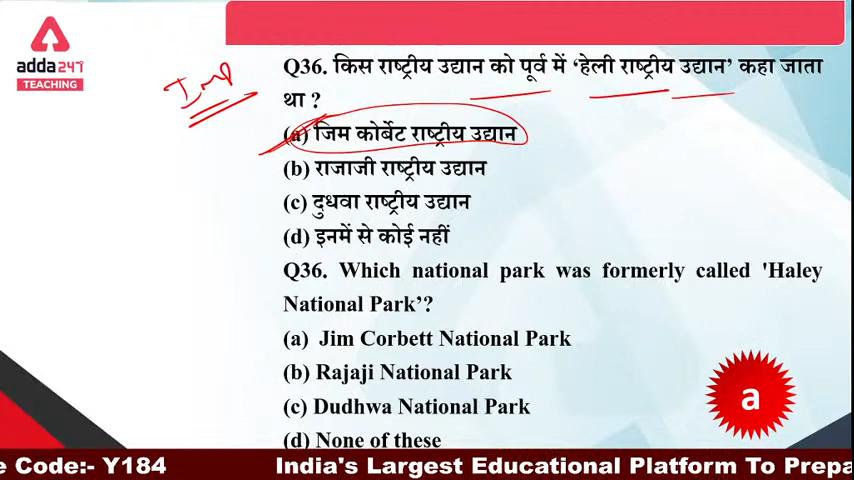 adda247
TEACHING
Imp
Q36. किस राष्ट्रीय उद्यान को पूर्व में 'हेली राष्ट्रीय उद्यान' कहा जाता
था ?
(a) जिम कोर्बेट राष्ट्रीय उद्यान
(b) राजाजी राष्ट्रीय उद्यान
(c) दुधवा राष्ट्रीय उद्यान
(d) इनमें से कोई नहीं
Q36. Which national park was formerly called 'Haley
National Park'?
(a) Jim Corbett National Park
(b) Rajaji National Park
(c) Dudhwa National Park
(d) None of these
a
e Code:- Y184 India's Largest Educational Platform To Prepa